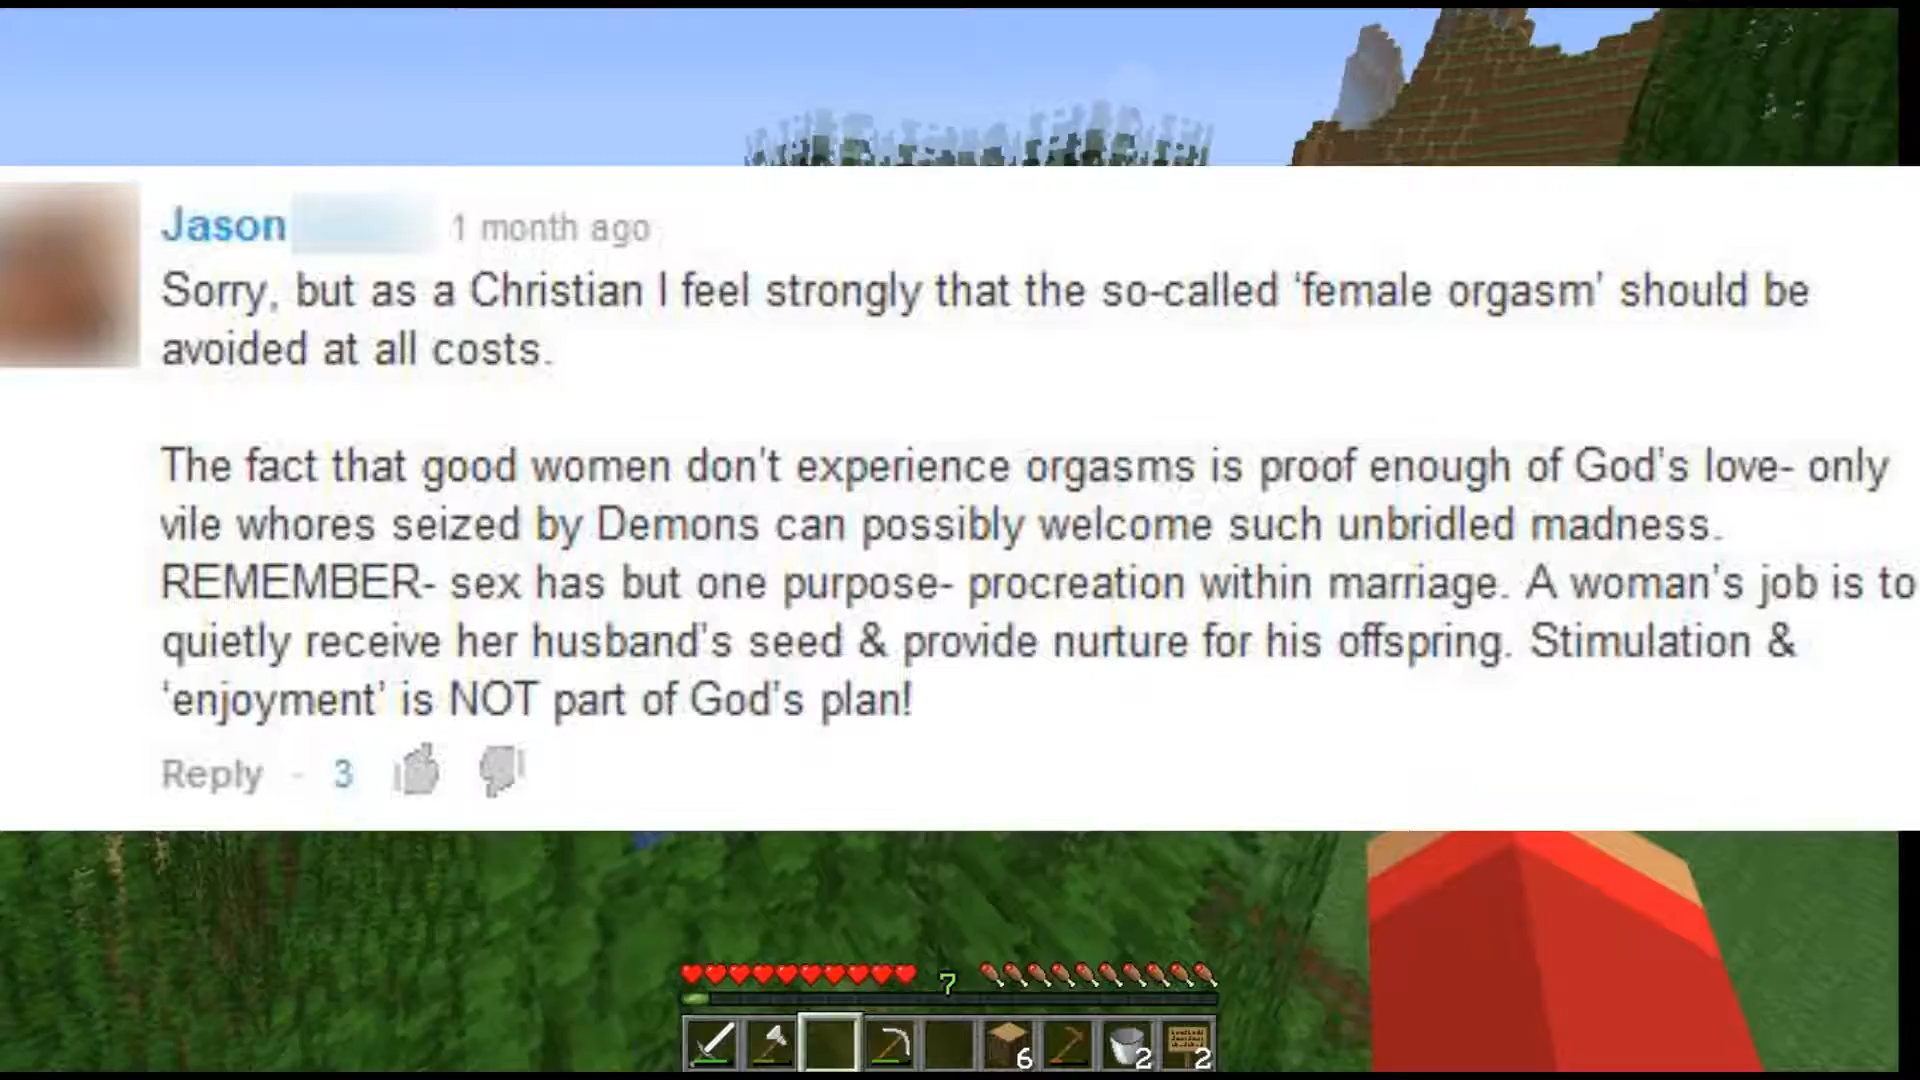 Jason 1 month ago
Sorry, but as a Christian I feel strongly that the so-called ‘female orgasm’ should be
avoided at all costs.
The fact that good women don't experience orgasms is proof enough of God's love- only
vile whores seized by Demons can possibly welcome such unbridled madness.
REMEMBER- sex has but one purpose- procreation within marriage. A woman's job is to
quietly receive her husband's seed & provide nurture for his offspring. Stimulation &
‘enjoyment’ is NOT part of God's plan!
Reply - 3
7
6 2 2